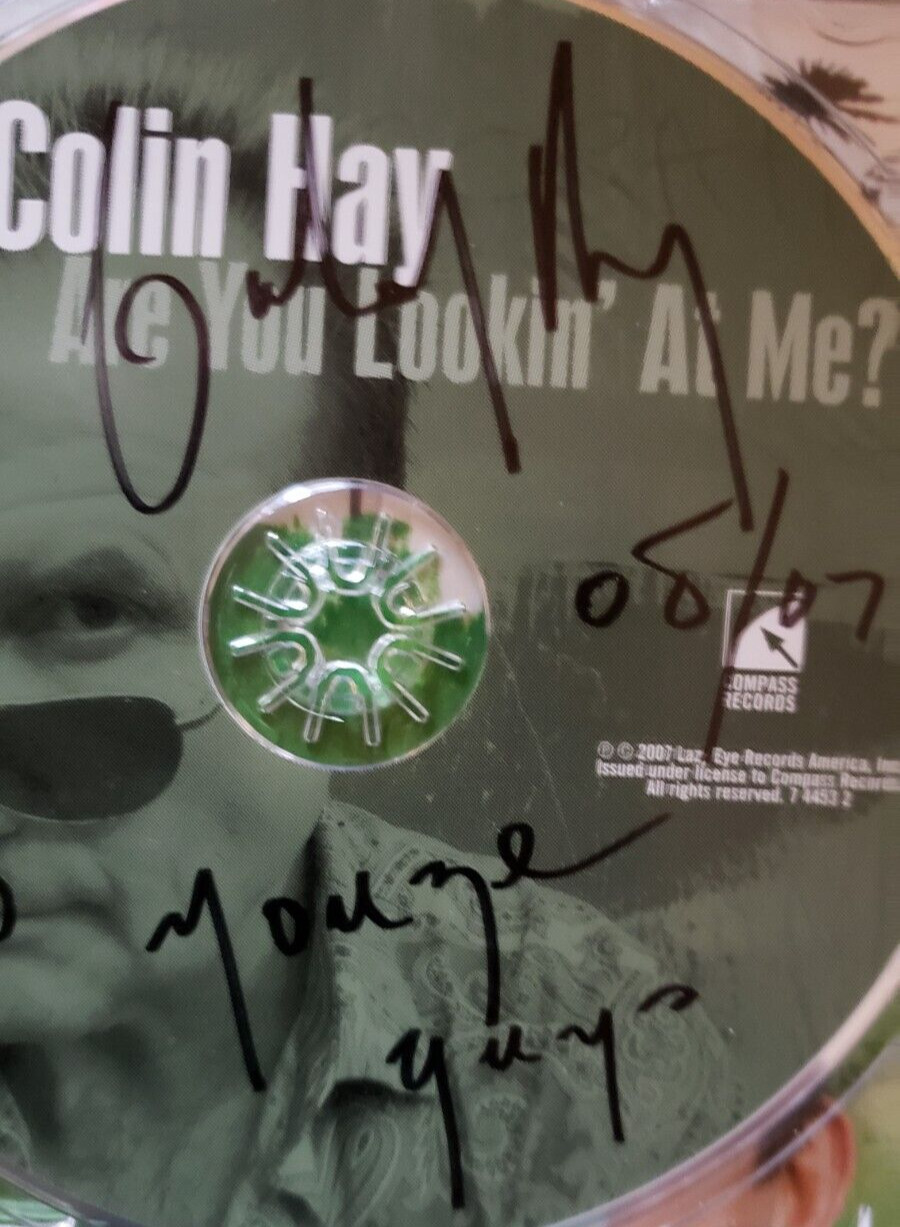 Colin Hay
Are You Lookin' At Me?
08/07
COMPASS
RECORDS
℗ © 2007 Lazy Eye Records America, Inc.
Issued under license to Compass Records
All rights reserved. 7 4453 2
youze
guys